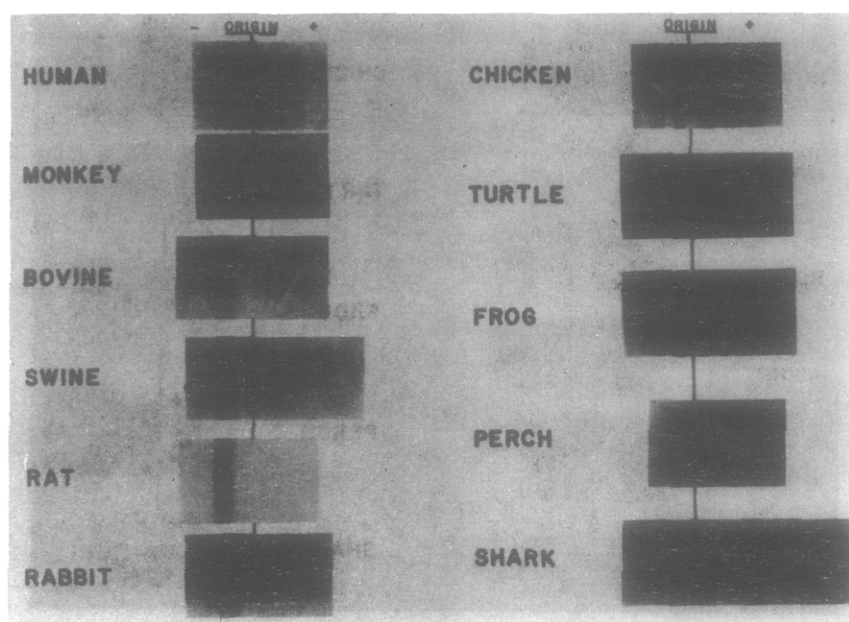 - ORIGIN +
HUMAN
MONKEY
BOVINE
SWINE
RAT
RABBIT
ORIGIN +
CHICKEN
TURTLE
FROG
PERCH
SHARK